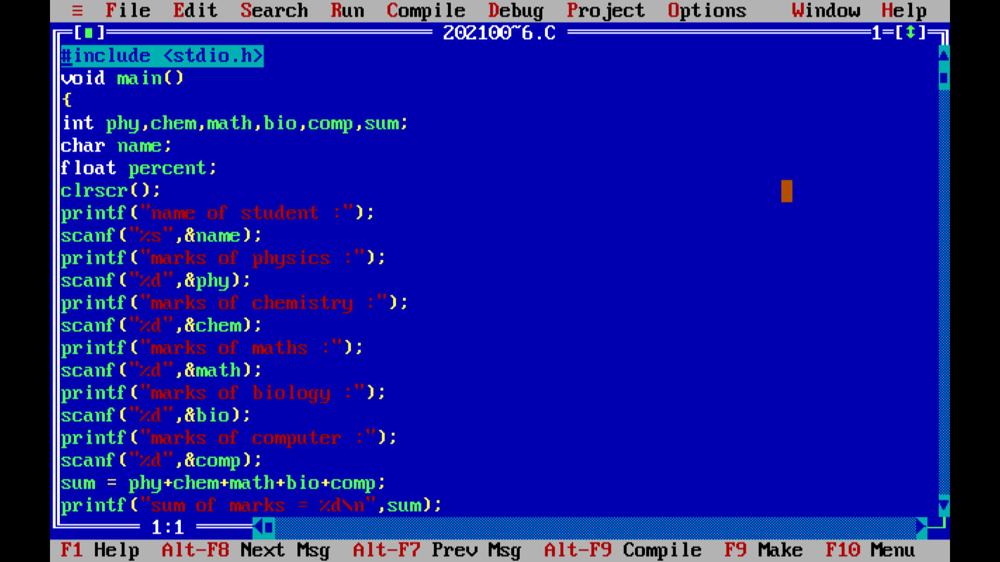 ≡ File Edit Search Run Compile Debug Project Options Window Help
[■] 202100~6.C 1=[↕]
#include <stdio.h>
void main()
{
int phy,chem,math,bio,comp,sum;
char name;
float percent;
clrscr();
printf("name of student :");
scanf("%s",&name);
printf("marks of physics :");
scanf("%d",&phy);
printf("marks of chemistry :");
scanf("%d",&chem);
printf("marks of maths :");
scanf("%d",&math);
printf("marks of biology :");
scanf("%d",&bio);
printf("marks of computer :");
scanf("%d",&comp);
sum = phy+chem+math+bio+comp;
printf("sum of marks = %d\n",sum);
1:1
F1 Help Alt-F8 Next Msg Alt-F7 Prev Msg Alt-F9 Compile F9 Make F10 Menu